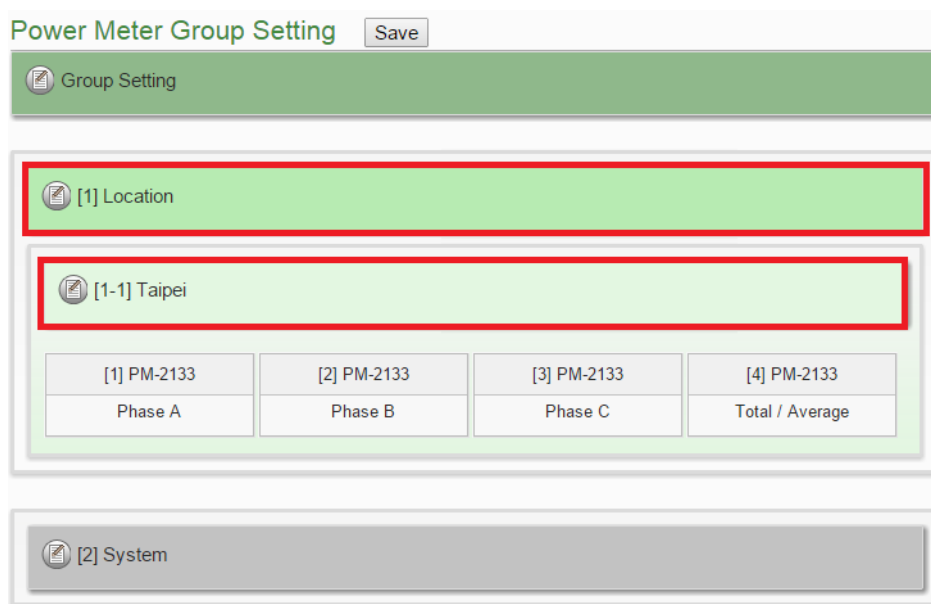 Power Meter Group Setting Save
Group Setting
[1] Location
[1-1] Taipei
[1] PM-2133 [2] PM-2133 [3] PM-2133 [4] PM-2133
Phase A Phase B Phase C Total / Average
[2] System